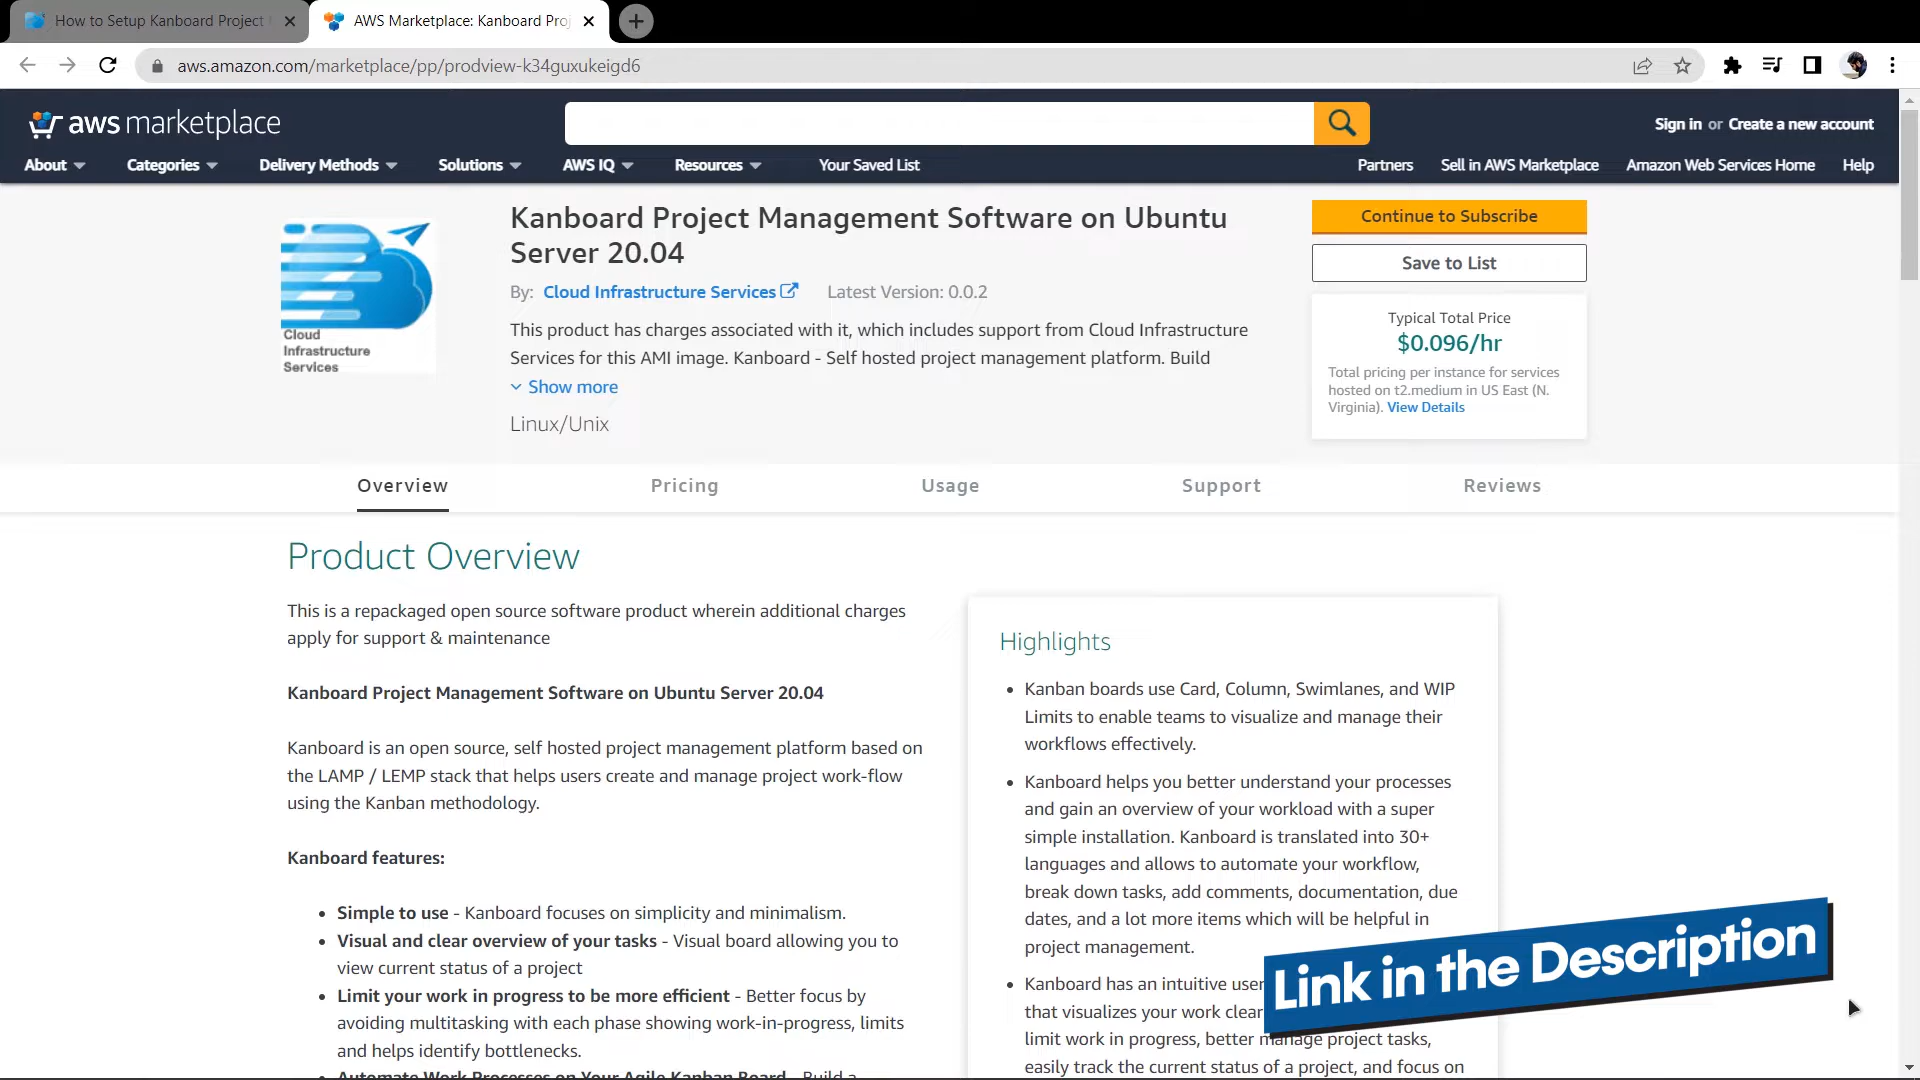 How to Setup Kanboard Project
AWS Marketplace: Kanboard Proj
aws.amazon.com/marketplace/pp/prodview-k34guxukeigd6
aws marketplace
Sign in or Create a new account
About Categories Delivery Methods Solutions AWS IQ Resources Your Saved List Partners Sell in AWS Marketplace Amazon Web Services Home Help
Cloud
Infrastructure
Services
Kanboard Project Management Software on Ubuntu
Server 20.04
By: Cloud Infrastructure Services Latest Version: 0.0.2
This product has charges associated with it, which includes support from Cloud Infrastructure
Services for this AMI image. Kanboard - Self hosted project management platform. Build
Show more
Linux/Unix
Continue to Subscribe
Save to List
Typical Total Price
$0.096/hr
Total pricing per instance for services
hosted on t2.medium in US East (N.
Virginia). View Details
Overview Pricing Usage Support Reviews
Product Overview
This is a repackaged open source software product wherein additional charges
apply for support & maintenance
Kanboard Project Management Software on Ubuntu Server 20.04
Kanboard is an open source, self hosted project management platform based on
the LAMP / LEMP stack that helps users create and manage project work-flow
using the Kanban methodology.
Kanboard features:
• Simple to use - Kanboard focuses on simplicity and minimalism.
• Visual and clear overview of your tasks - Visual board allowing you to
view current status of a project
• Limit your work in progress to be more efficient - Better focus by
avoiding multitasking with each phase showing work-in-progress, limits
and helps identify bottlenecks.
• Automate Work Processes on Your Agile Kanban Board - Build a
Highlights
• Kanban boards use Card, Column, Swimlanes, and WIP
Limits to enable teams to visualize and manage their
workflows effectively.
• Kanboard helps you better understand your processes
and gain an overview of your workload with a super
simple installation. Kanboard is translated into 30+
languages and allows to automate your workflow,
break down tasks, add comments, documentation, due
dates, and a lot more items which will be helpful in
project management.
• Kanboard has an intuitive user
that visualizes your work clear
limit work in progress, better manage project tasks,
easily track the current status of a project, and focus on
Link in the Description